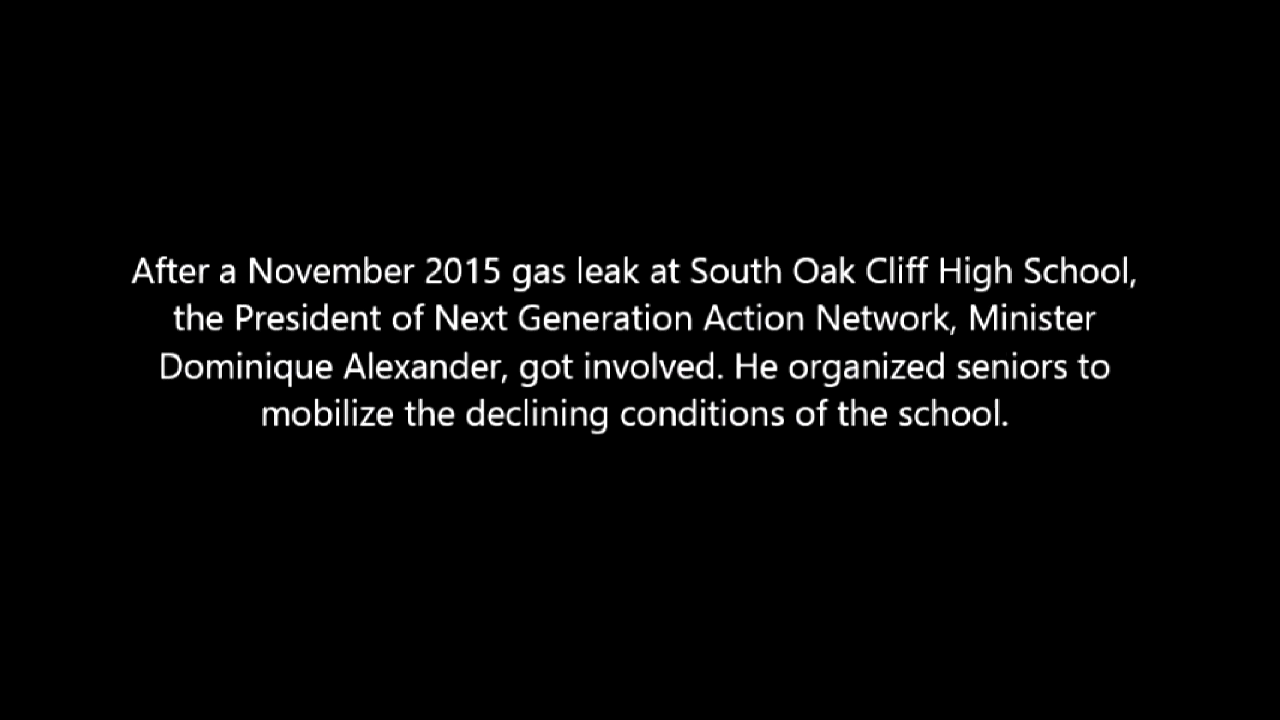 After a November 2015 gas leak at South Oak Cliff High School,
the President of Next Generation Action Network, Minister
Dominique Alexander, got involved. He organized seniors to
mobilize the declining conditions of the school.